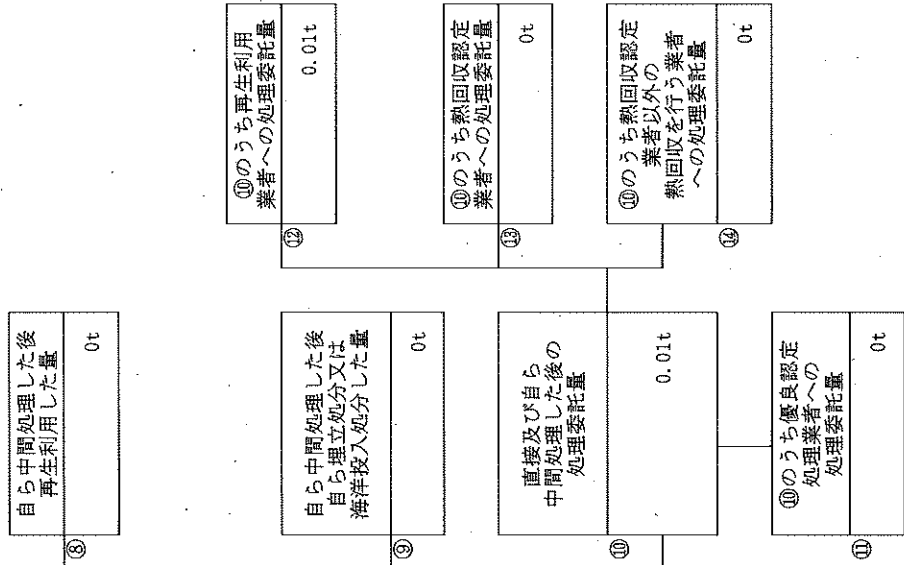 ⑧
自ら中間処理した後
再生利用した量
0t
⑨
自ら中間処理した後
自ら埋立処分又は
海洋投入処分した量
0t
⑩
直接及び自ら
中間処理した後の
処理委託量
0.01t
⑪
⑩のうち優良認定
処理業者への
処理委託量
0t
⑫
⑩のうち再生利用
業者への処理委託量
0.01t
⑬
⑩のうち熱回収認定
業者への処理委託量
0t
⑭
⑩のうち熱回収認定
業者以外の
熱回収を行う業者
への処理委託量
0t